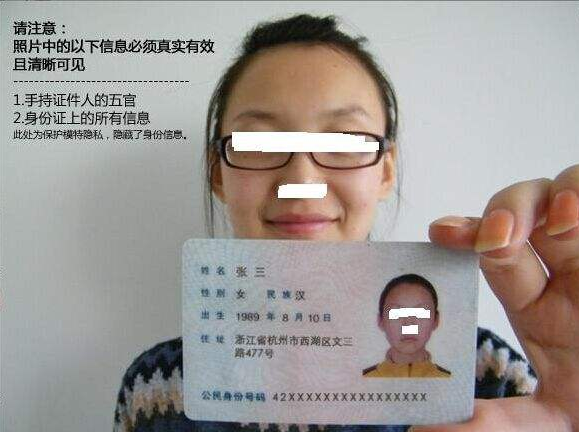 请注意：
照片中的以下信息必须真实有效
且清晰可见
1.手持证件人的五官
2.身份证上的所有信息
此处为保护模特隐私，隐藏了身份信息。
姓名 张三
性别 女 民族 汉
出生 1989 年 8 月 10 日
住址 浙江省杭州市西湖区文三
路477号
公民身份号码 42XXXXXXXXXXXXXXXX